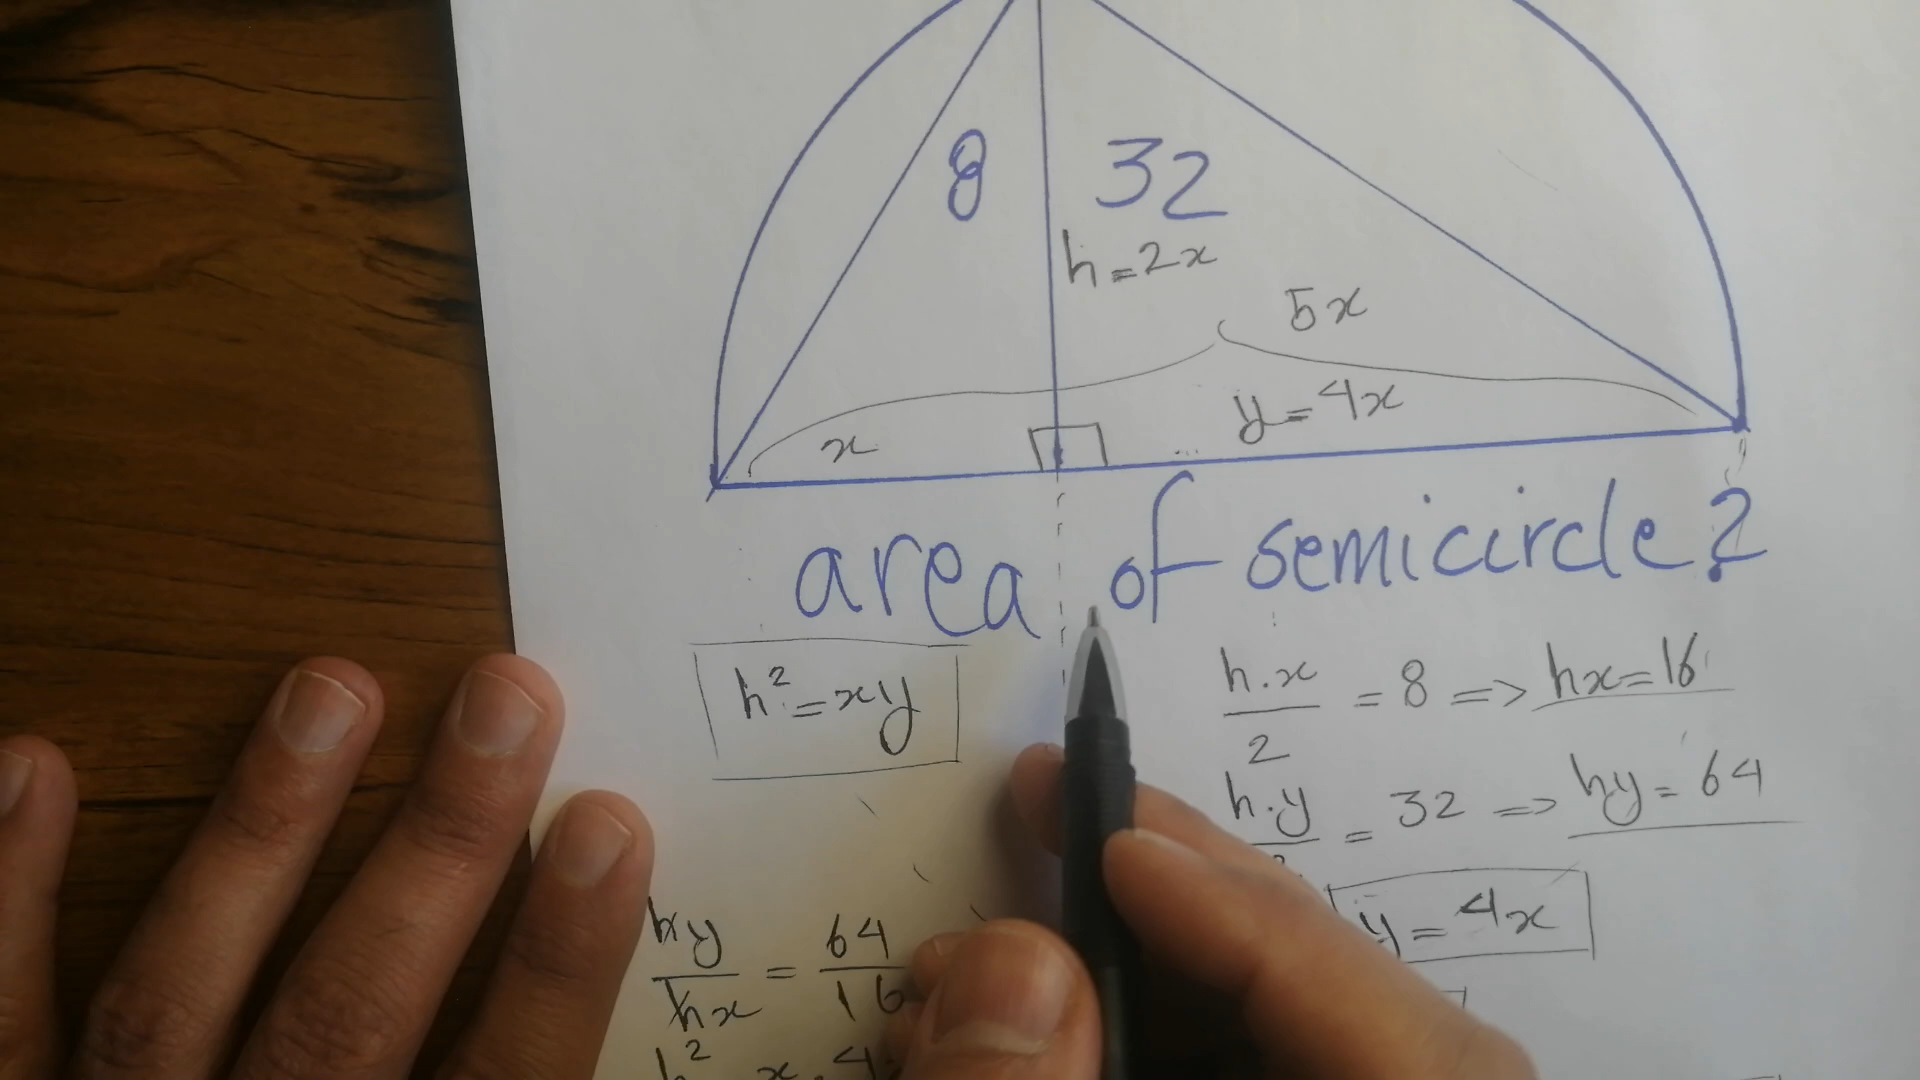 8
32
h=2x
5x
y=4x
x
area of semicircle?
h²=xy
h.x/2 = 8 => hx=16
h.y = 32 => hy=64
y=4x
hy/hx = 64/16